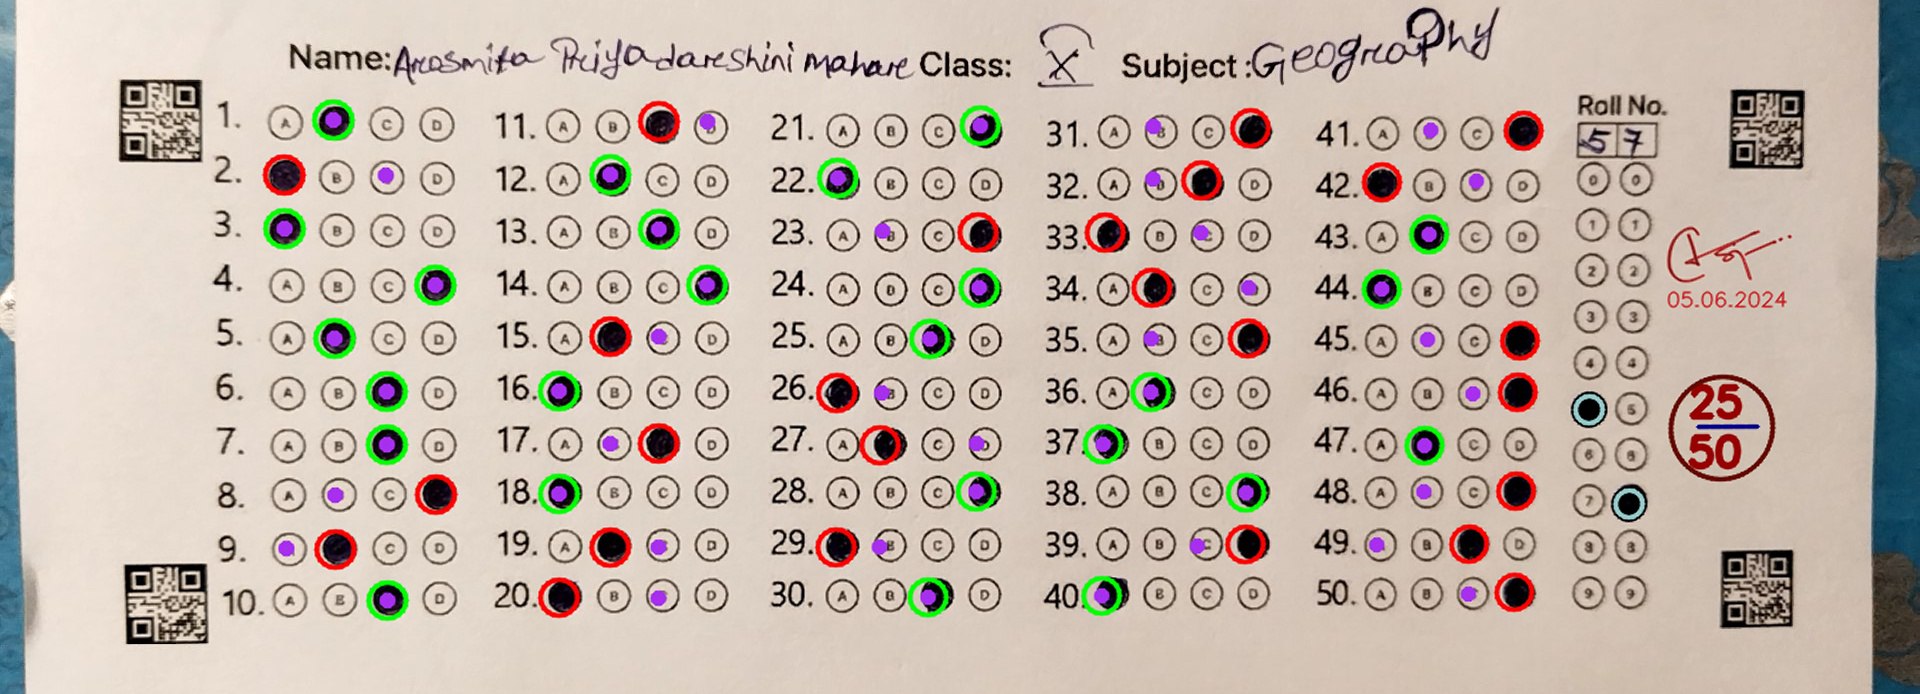 Name: Priyadareshini Class: X Subject: Geography
1. A C D 11. A B D 21. A B C 31. A B C 41. A C
2. B D 12. A C D 22. B C D 32. A D 42. B D
3. B C D 13. A B D 23. A B C 33. B C D 43. A C D
4. A B C 14. A B C 24. A B C 34. A C 44. B C D
5. A C D 15. A D 25. A B D 35. A B C 45. A C
6. A B D 16. B C D 26. B C D 36. A C D 46. A B
7. A B D 17. A D 27. A C D 37. B C D 47. A C D
8. A C 18. B C D 28. A B C 38. A B C 48. A C
9. C D 19. A D 29. B C D 39. A B C 49. B D
10. A B D 20. B D 30. A B D 40. B C D 50. A B
Roll No.
5 7
0 0
1 1
2 2
3 3
4 4
5
6 6
7
8 8
9 9
05.06.2024
25
50